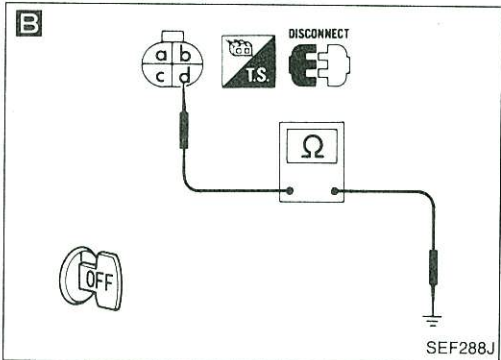 B
DISCONNECT
a b
c d
T.S.
Ω
OFF
SEF288J